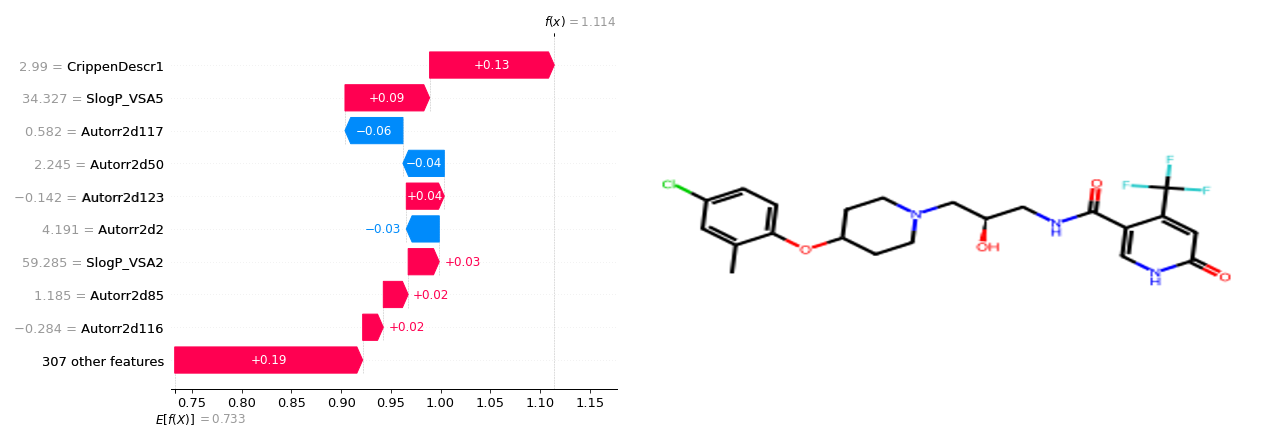 f(x) = 1.114
2.99 = CrippenDescr1
+0.13
34.327 = SlogP_VSA5
+0.09
0.582 = Autorr2d117
−0.06
2.245 = Autorr2d50
−0.04
−0.142 = Autorr2d123
+0.04
4.191 = Autorr2d2
−0.03
59.285 = SlogP_VSA2
+0.03
1.185 = Autorr2d85
+0.02
−0.284 = Autorr2d116
+0.02
307 other features
+0.19
0.75 0.80 0.85 0.90 0.95 1.00 1.05 1.10 1.15
E[f(X)] = 0.733
F
F
F
Cl
O
N
N
H
OH
O
N
H
O